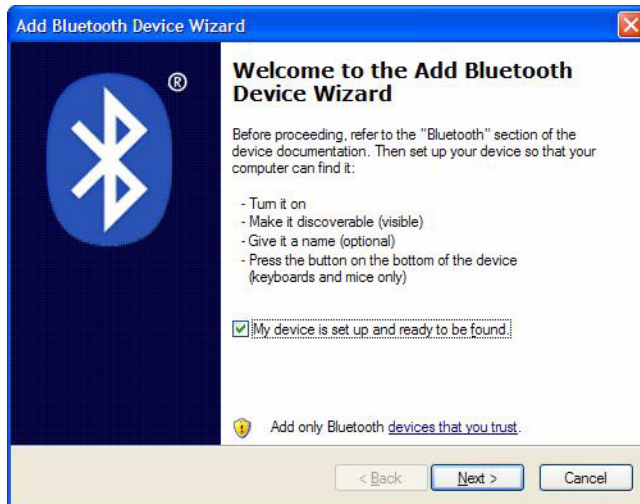 Add Bluetooth Device Wizard
®
Welcome to the Add Bluetooth
Device Wizard
Before proceeding, refer to the "Bluetooth" section of the
device documentation. Then set up your device so that your
computer can find it:
- Turn it on
- Make it discoverable (visible)
- Give it a name (optional)
- Press the button on the bottom of the device
(keyboards and mice only)
My device is set up and ready to be found.
Add only Bluetooth devices that you trust.
< Back Next > Cancel